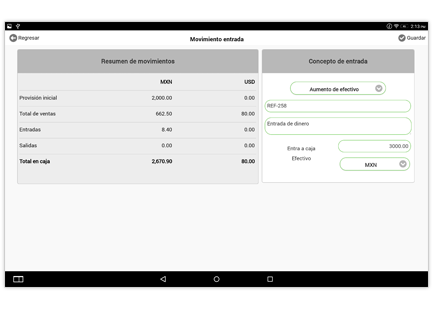 2:13 PM
Regresar
Movimiento entrada
Guardar
Resumen de movimientos
Concepto de entrada
MXN USD
Aumento de efectivo
Provisión inicial 2,000.00 0.00
REF-258
Total de ventas 662.50 80.00
Entrada de dinero
Entradas 8.40 0.00
Salidas 0.00 0.00
Entra a caja 3000.00
Total en caja 2,670.90 80.00
Efectivo MXN